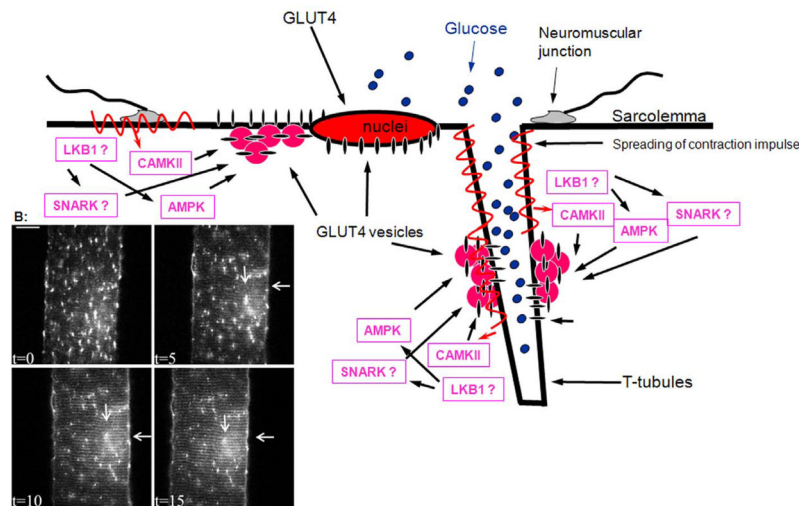 GLUT4
Glucose
Neuromuscular
junction
nuclei
Sarcolemma
Spreading of contraction impulse
LKB1 ?
CAMKII
SNARK ?
AMPK
GLUT4 vesicles
LKB1 ?
CAMKII
SNARK ?
AMPK
AMPK
CAMKII
SNARK ?
LKB1 ?
T-tubules
B:
t=0
t=5
t=10
t=15